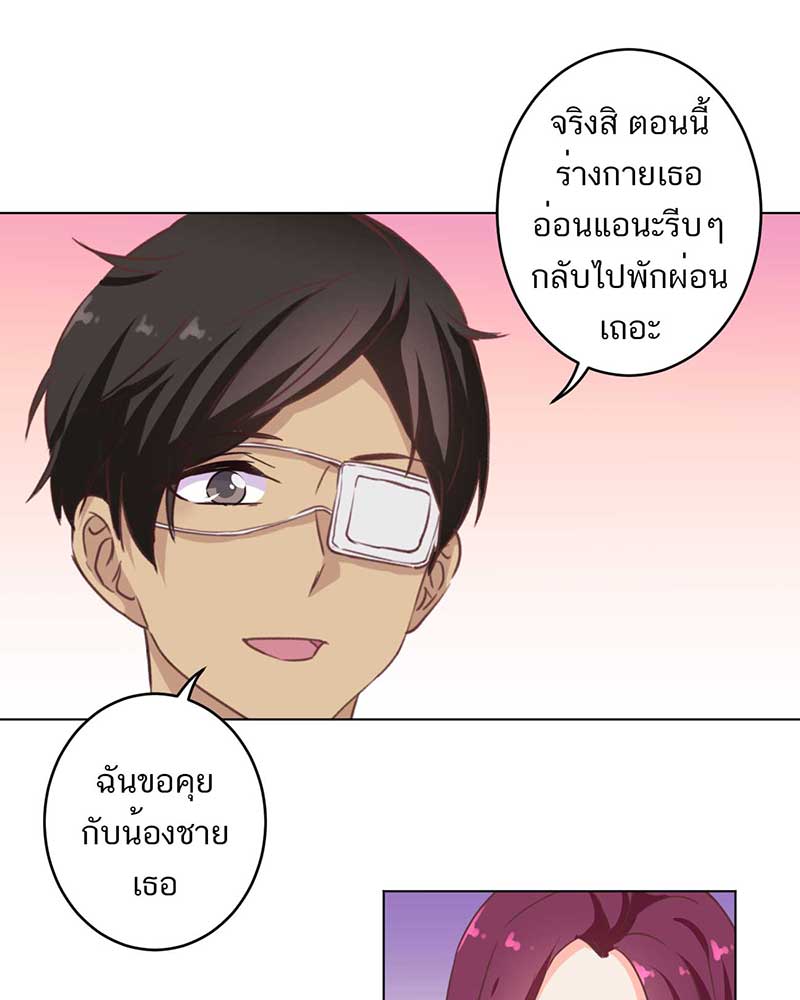 จริงสิ ตอนนี้
ร่างกายเธอ
อ่อนแอนะรีบๆ
กลับไปพักผ่อน
เถอะ
ฉันขอคุย
กับน้องชาย
เธอ